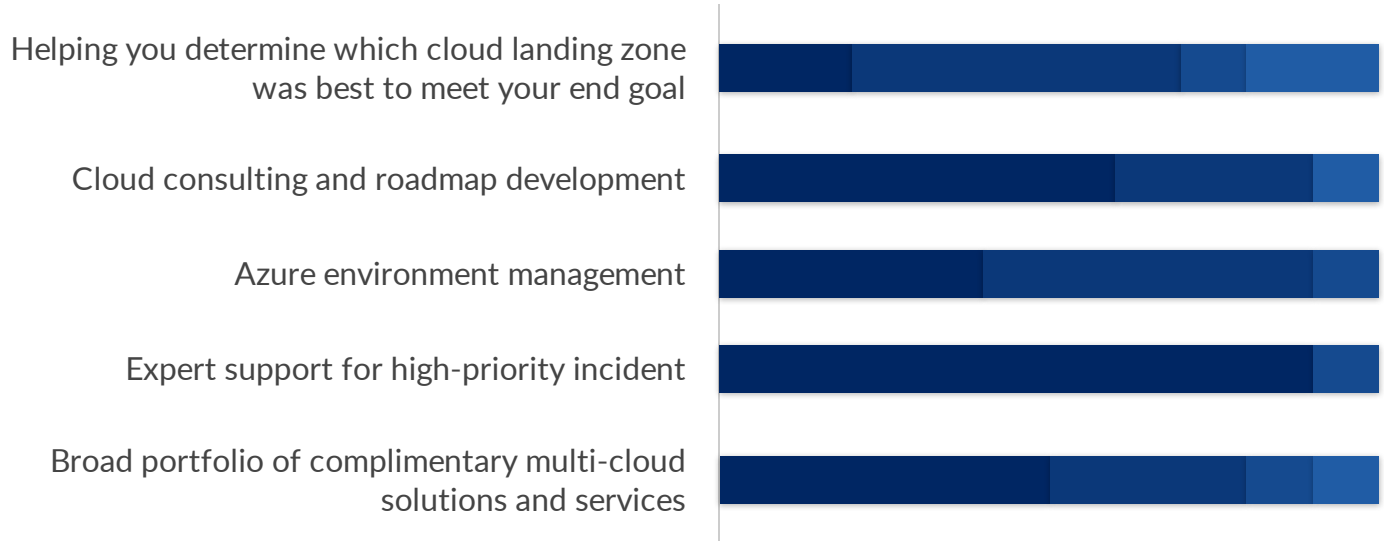 Helping you determine which cloud landing zone
was best to meet your end goal
Cloud consulting and roadmap development
Azure environment management
Expert support for high-priority incident
Broad portfolio of complimentary multi-cloud
solutions and services